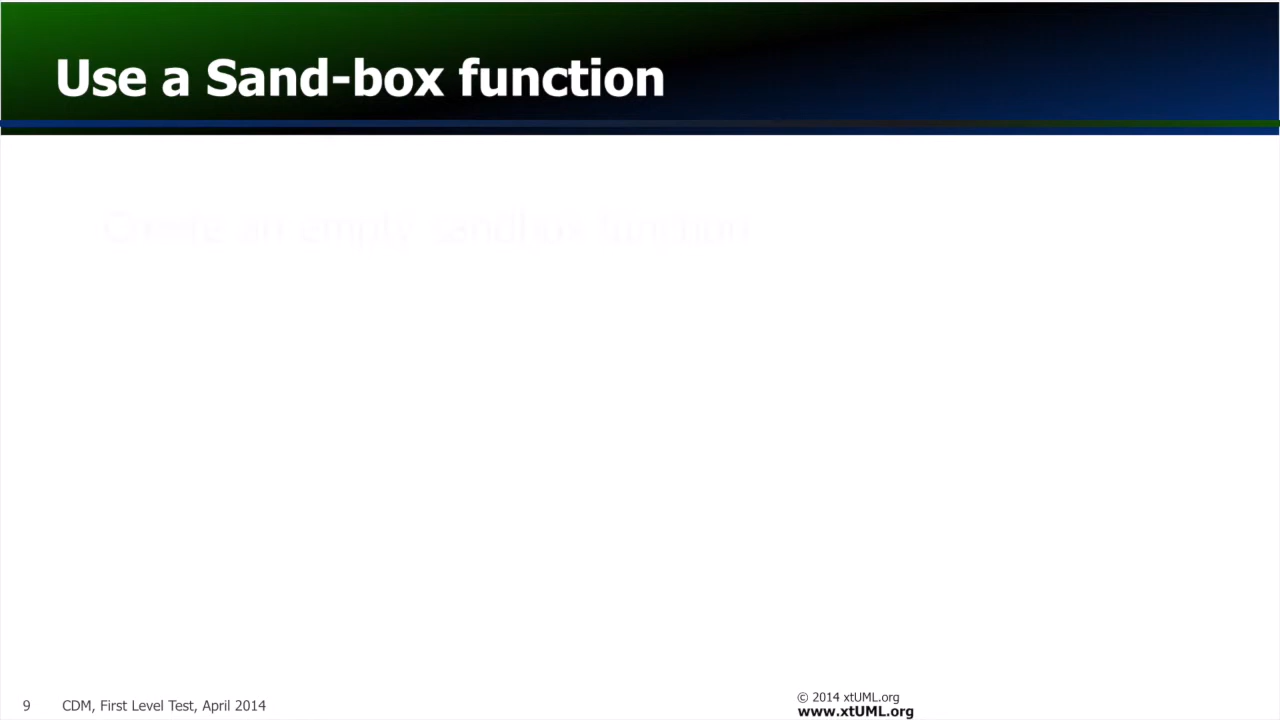 Use a Sand-box function
Create an empty sandbox function
9 CDM, First Level Test, April 2014
© 2014 xtUML.org
www.xtUML.org